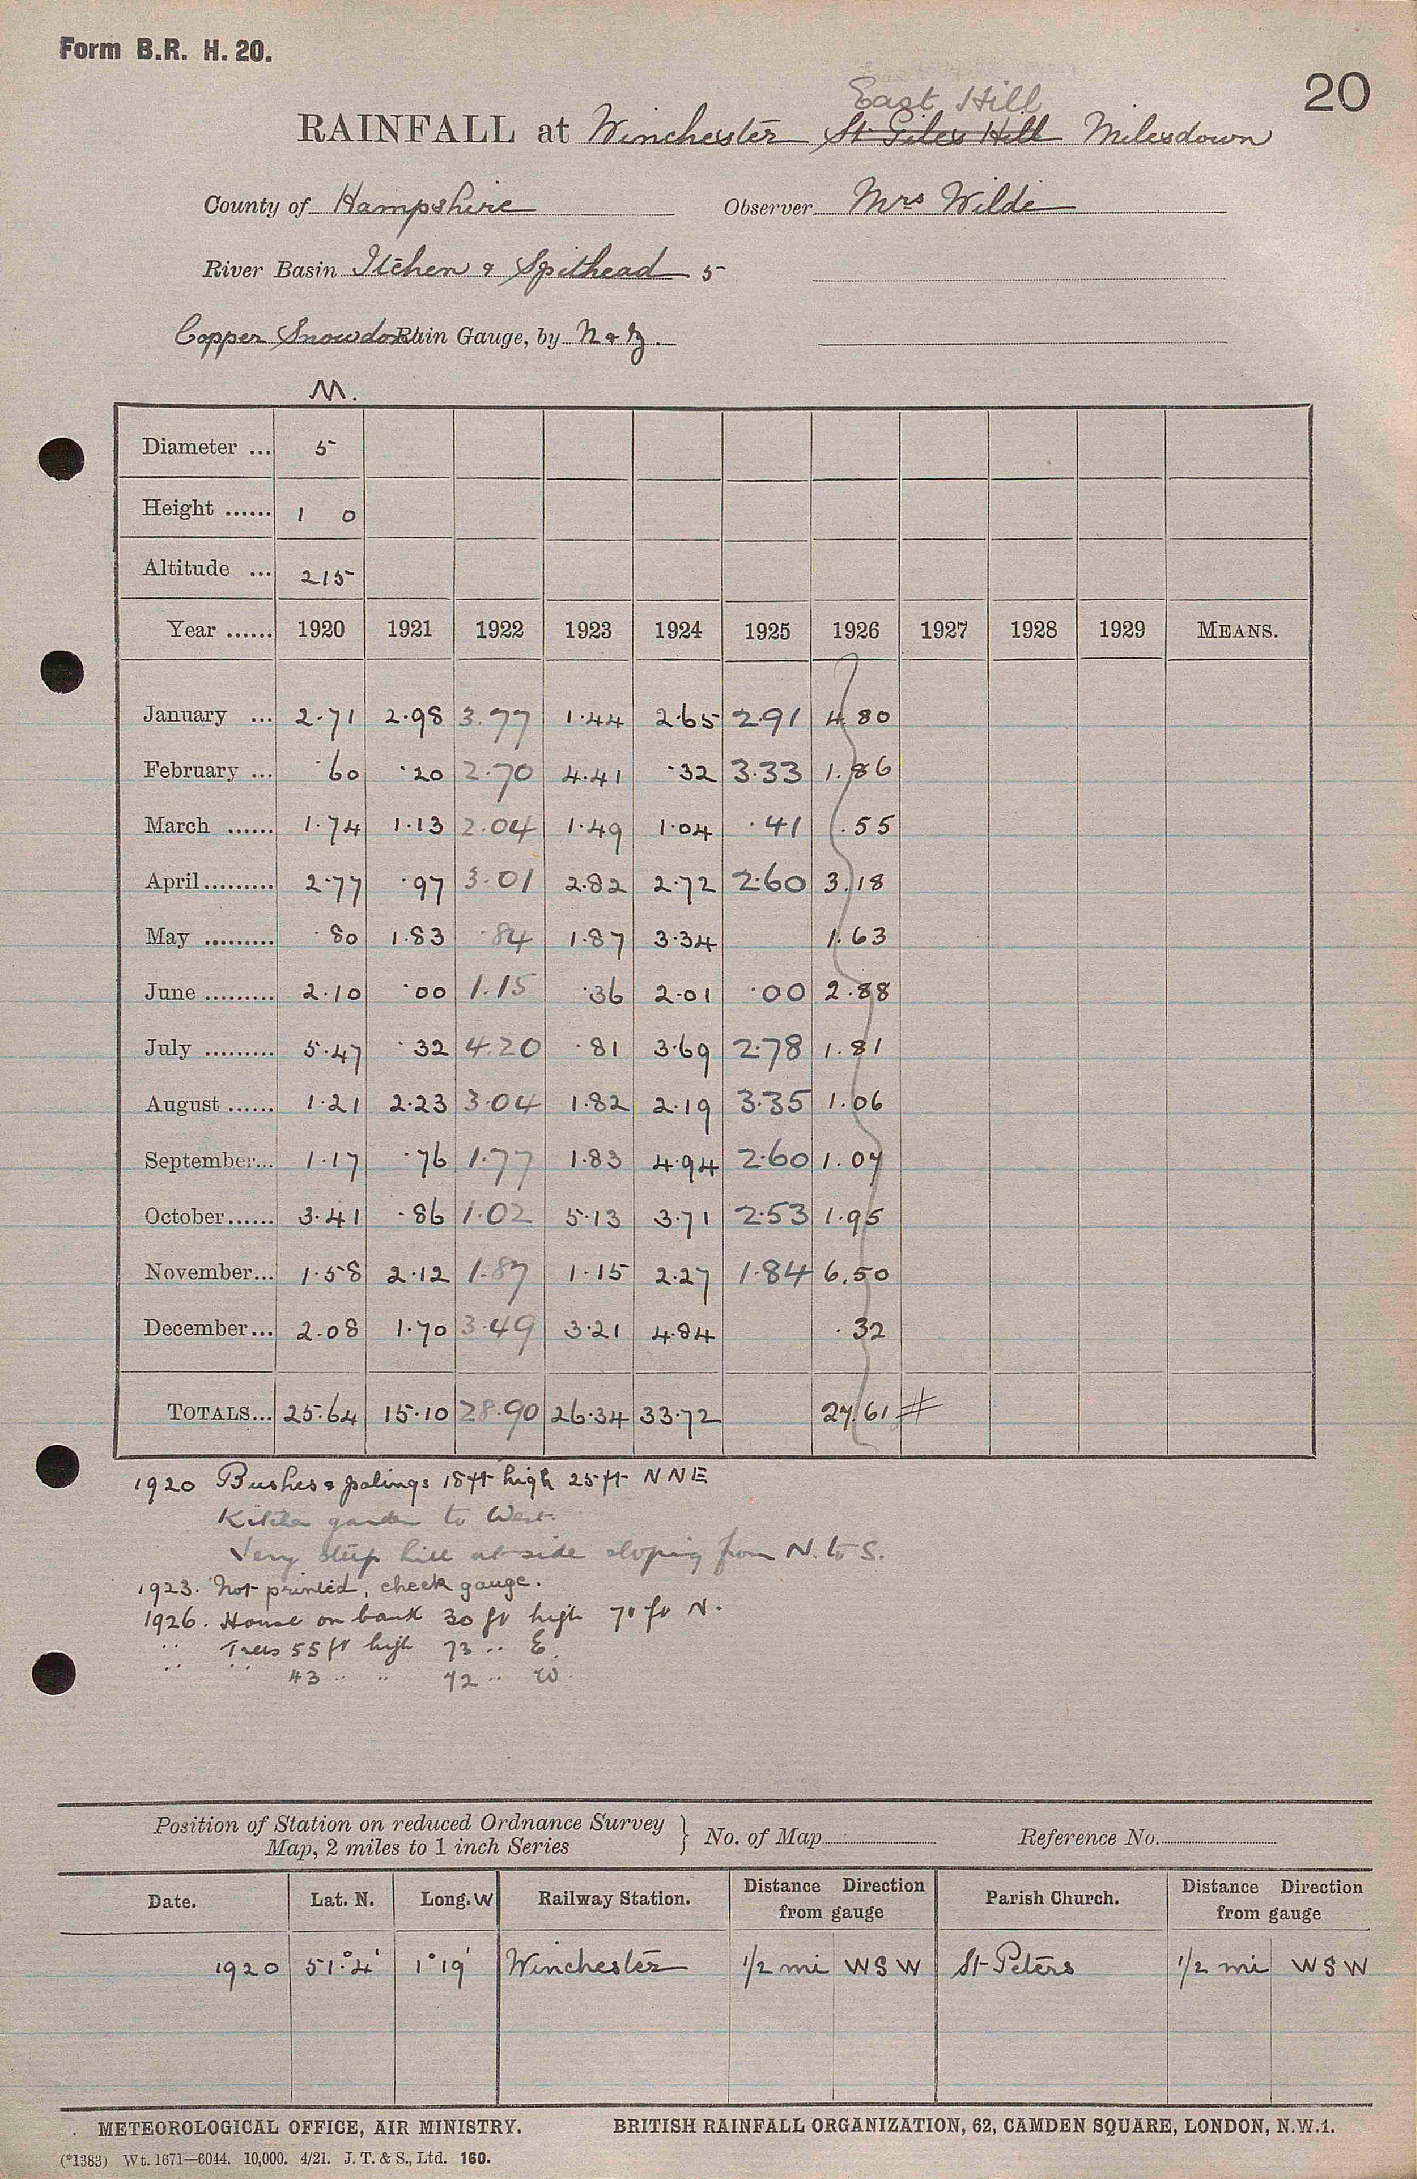 Form B.R. H. 20.
20
East Hill
RAINFALL at Winchester St Giles Hill Milesdown
County of Hampshire Observer Mrs Wilde
River Basin Itchen & Spithead 5
Copper Snowdon Rain Gauge, by N & Z.
M.
Diameter ... 5
Height ...... 1 0
Altitude ... 215
Year ...... 1920 1921 1922 1923 1924 1925 1926 1927 1928 1929 MEANS.
January ... 2.71 2.98 3.77 1.44 2.65 2.91 4.80
February ... .60 .20 2.70 4.41 .32 3.33 1.86
March ...... 1.74 1.13 2.04 1.49 1.04 .41 .55
April ......... 2.77 .97 3.01 2.82 2.72 2.60 3.18
May ......... .80 1.83 .84 1.87 3.34 1.63
June ......... 2.10 .00 1.15 .36 2.01 .00 2.88
July ......... 5.47 .32 4.20 .81 3.69 2.78 1.81
August ...... 1.21 2.23 3.04 1.82 2.19 3.35 1.06
September... 1.17 .76 1.77 1.83 4.94 2.60 1.07
October...... 3.41 .86 1.02 5.13 3.71 2.53 1.95
November... 1.58 2.12 1.87 1.15 2.27 1.84 6.50
December... 2.08 1.70 3.49 3.21 4.84 .32
TOTALS... 25.64 15.10 28.90 26.34 33.72 27.61 #
1920 Bushes & palings 15ft high 25ft NNE
Kitchen garden to West.
Very steep hill at side sloping from N. to S.
1923. Not printed, check gauge.
1926. House on bank 30 ft high 70 ft N.
" Trees 55 ft high 73 " E.
" " 43 " " 72 " W.
Position of Station on reduced Ordnance Survey
Map, 2 miles to 1 inch Series } No. of Map Reference No.
Date. Lat. N. Long. W Railway Station. Distance Direction from gauge Parish Church. Distance Direction from gauge
1920 51° 4' 1° 19' Winchester 1/2 mi WSW St Peters 1/2 mi WSW
METEOROLOGICAL OFFICE, AIR MINISTRY. BRITISH RAINFALL ORGANIZATION, 62, CAMDEN SQUARE, LONDON, N.W.1.
(*1383) Wt. 1671—6044. 10,000. 4/21. J. T. & S., Ltd. 160.